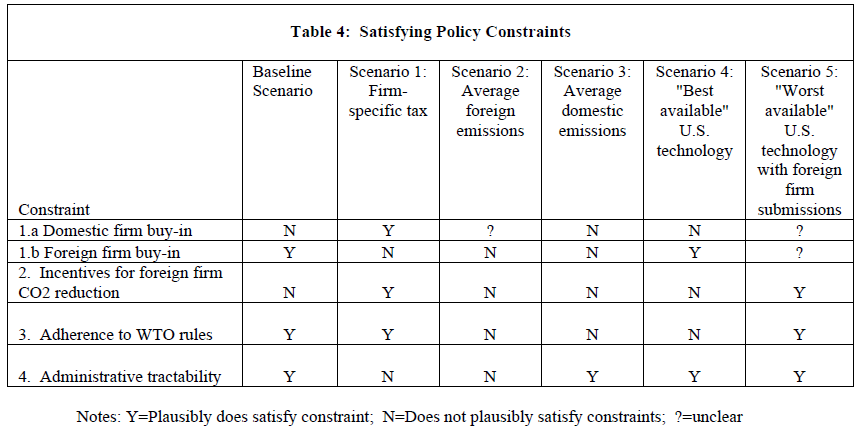 Table 4: Satisfying Policy Constraints
Constraint
Baseline
Scenario
Scenario 1:
Firm-
specific tax
Scenario 2:
Average
foreign
emissions
Scenario 3:
Average
domestic
emissions
Scenario 4:
"Best
available"
U.S.
technology
Scenario 5:
"Worst
available"
U.S.
technology
with foreign
firm
submissions
1.a Domestic firm buy-in N Y ? N N ?
1.b Foreign firm buy-in Y N N N Y ?
2. Incentives for foreign firm
CO2 reduction N Y N N N Y
3. Adherence to WTO rules Y Y N N N Y
4. Administrative tractability Y N N Y Y Y
Notes: Y=Plausibly does satisfy constraint; N=Does not plausibly satisfy constraints; ?=unclear